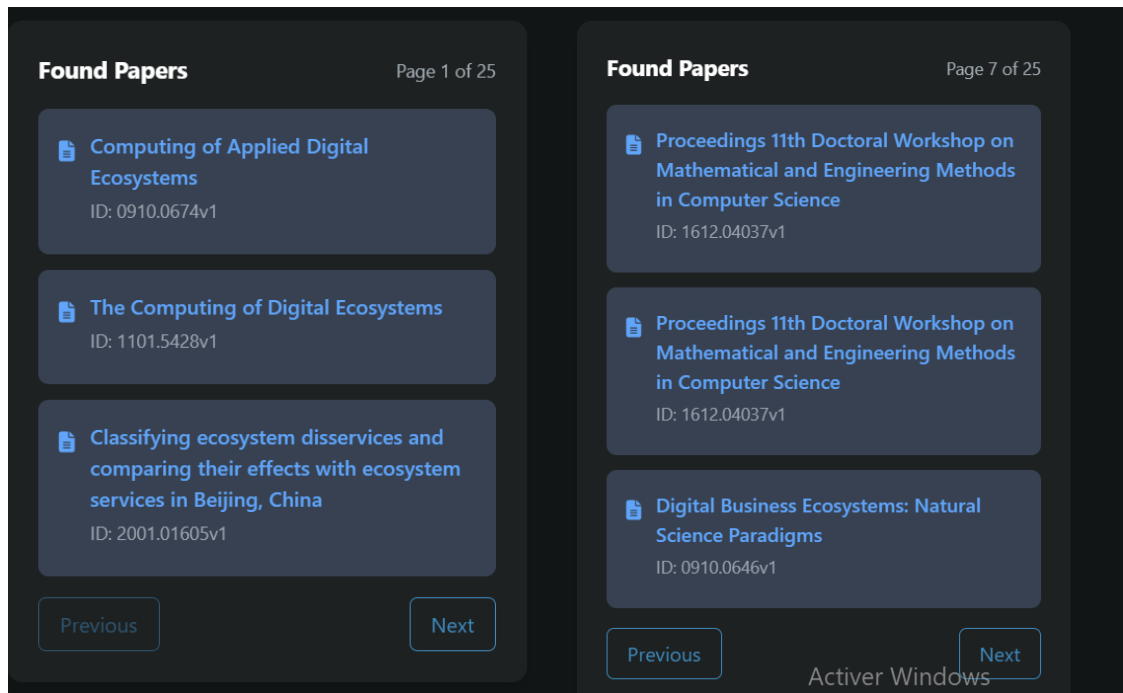 Found Papers
Page 1 of 25
Computing of Applied Digital
Ecosystems
ID: 0910.0674v1
The Computing of Digital Ecosystems
ID: 1101.5428v1
Classifying ecosystem disservices and
comparing their effects with ecosystem
services in Beijing, China
ID: 2001.01605v1
Previous
Next
Found Papers
Page 7 of 25
Proceedings 11th Doctoral Workshop on
Mathematical and Engineering Methods
in Computer Science
ID: 1612.04037v1
Proceedings 11th Doctoral Workshop on
Mathematical and Engineering Methods
in Computer Science
ID: 1612.04037v1
Digital Business Ecosystems: Natural
Science Paradigms
ID: 0910.0646v1
Previous
Next
Activer Windows